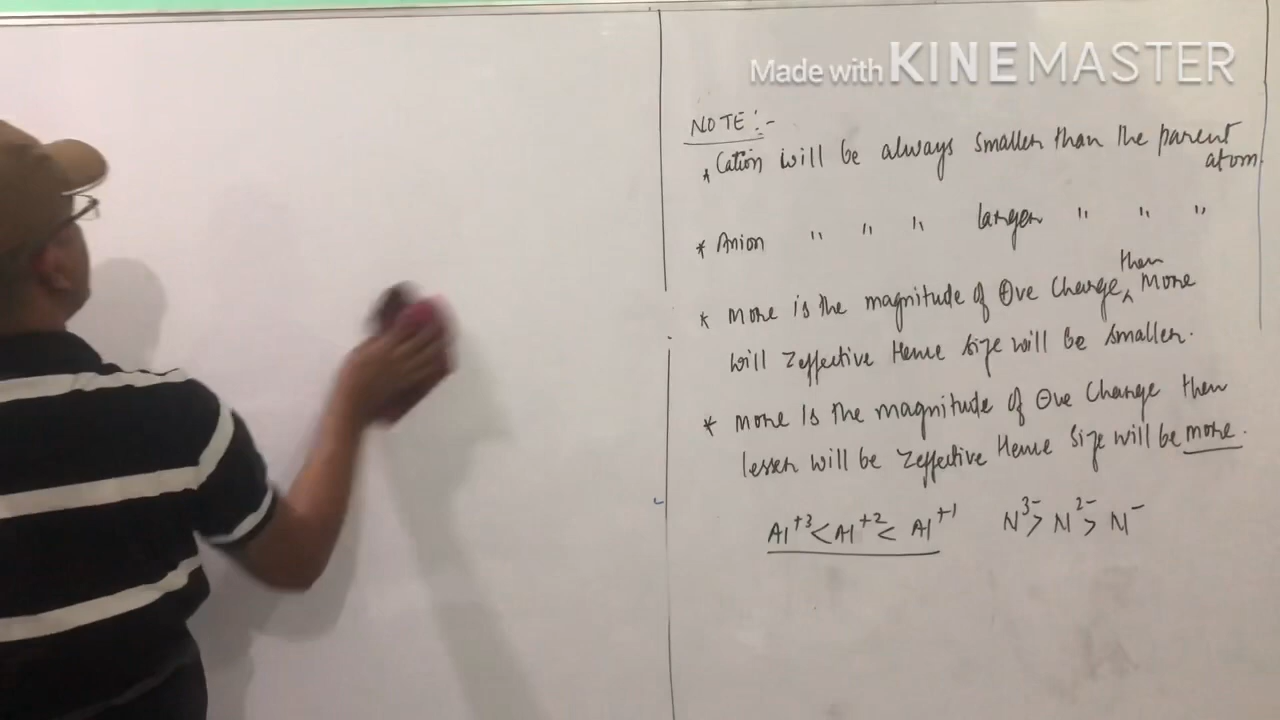 Made with KINEMASTER
NOTE :-
* Cation will be always smaller than the parent
atom.
* Anion " " " larger " " "
* more is the magnitude of ⊕ve charge, then more
will Zeffective Hence size will be smaller.
* more is the magnitude of ⊖ve charge then
lesser will be Zeffective Hence size will be more.
Al⁺³ < Al⁺² < Al⁺¹ N³⁻ > N²⁻ > N⁻